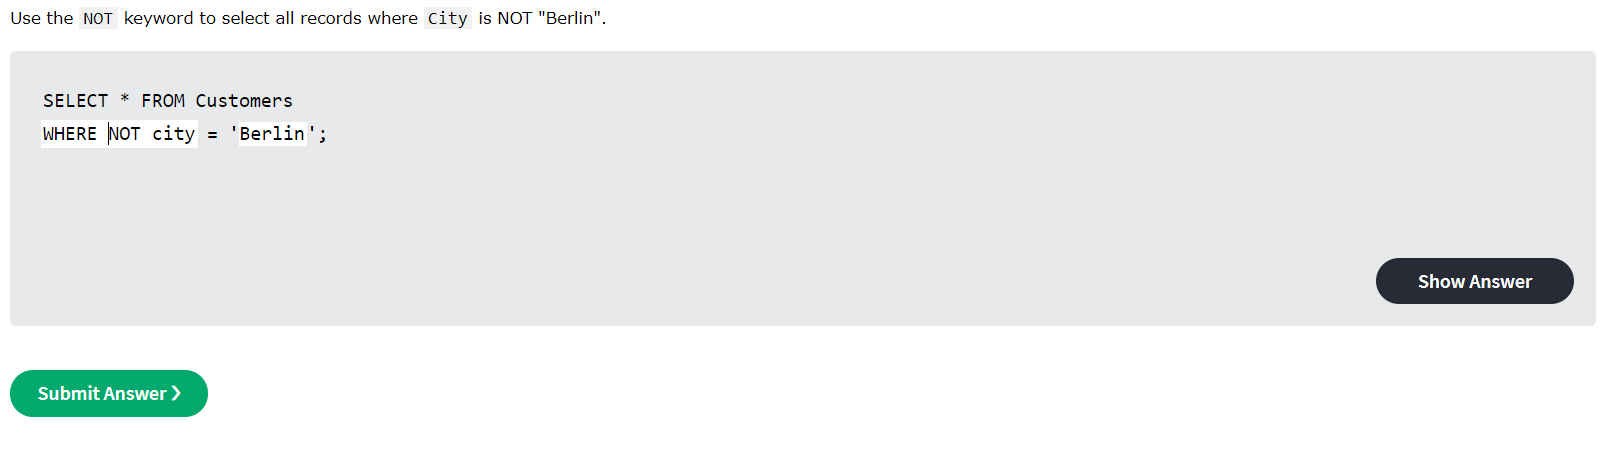 Use the NOT keyword to select all records where City is NOT "Berlin".
SELECT * FROM Customers
WHERE NOT city = 'Berlin';
Show Answer
Submit Answer ❯